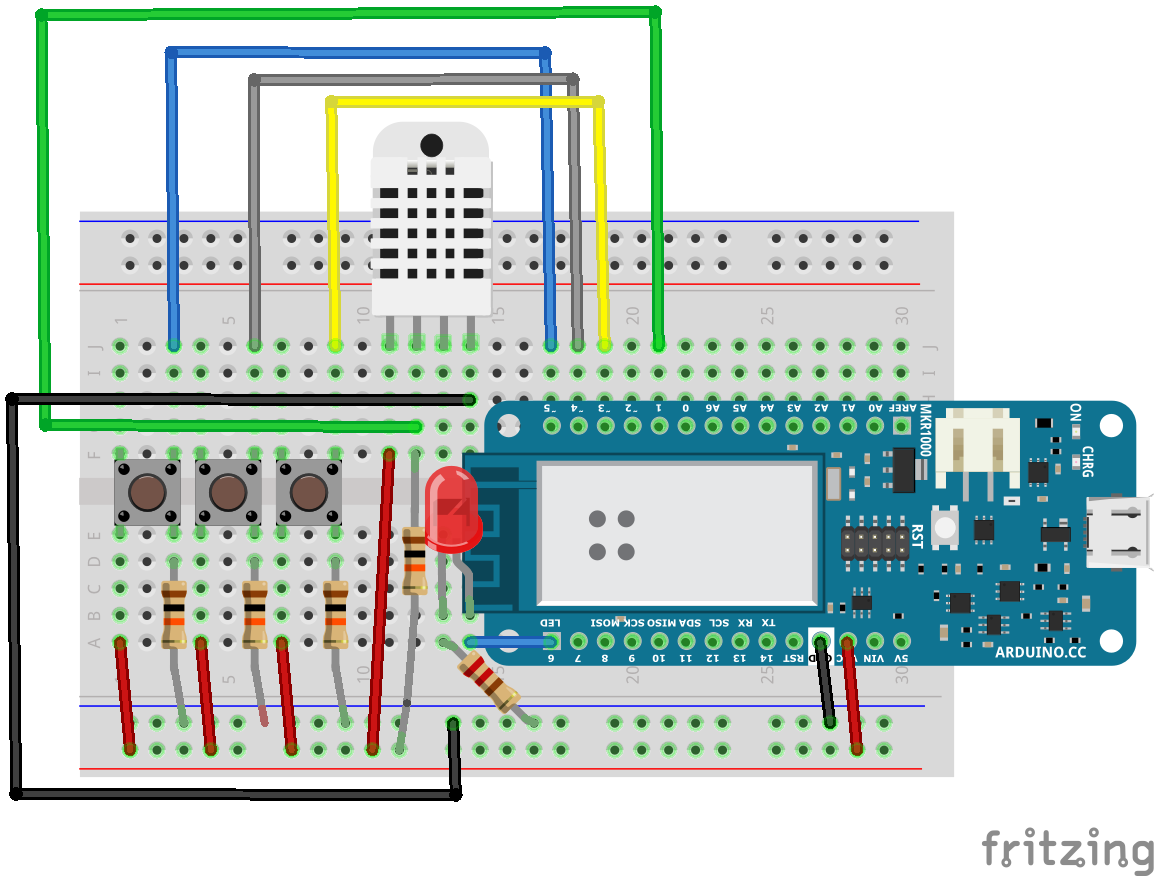 1 5 10 15 20 25 30
J J
I I
H
~5 ~4 ~3 ~2 1 0 A6 A5 A4 A3 A2 A1 A0 AREF
MKR1000
ON
CHRG
F
RST
E
D
C
B
LED MOSI SCK MISO SDA SCL RX TX
A
6 7 8 9 10 11 12 13 14 RST VIN 5V
ARDUINO.CC
5 10 15 20 25 30
fritzing